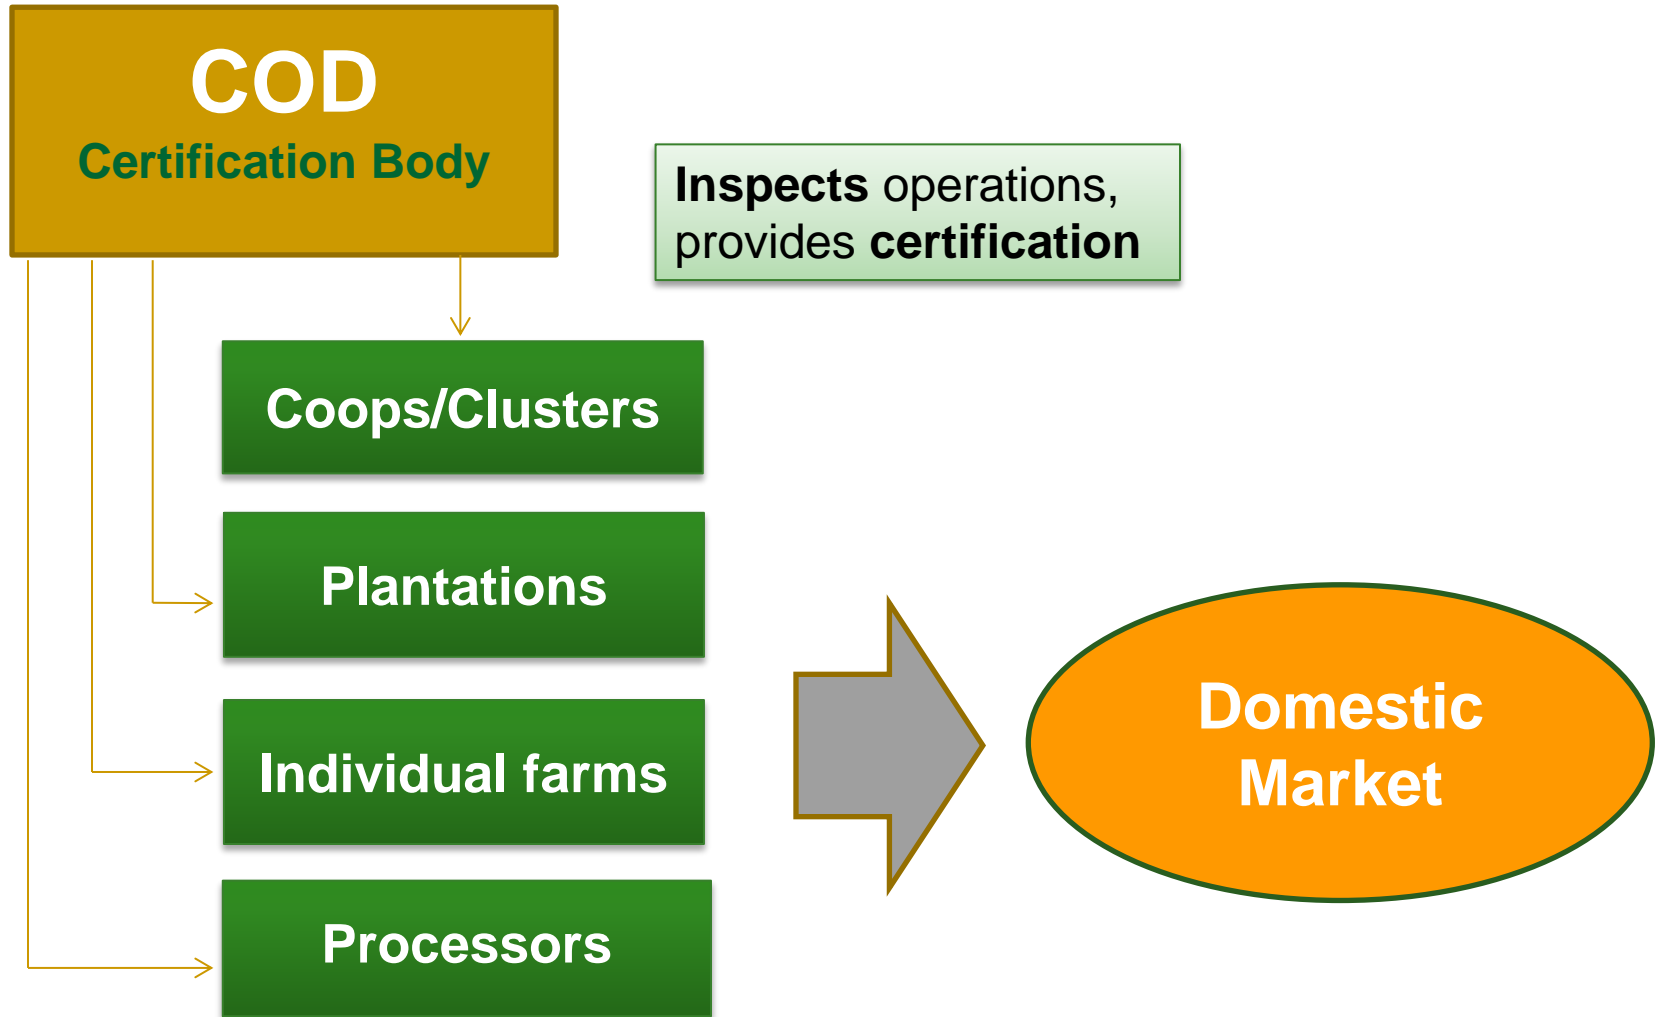 COD
Certification Body
Inspects operations,
provides certification
Coops/Clusters
Plantations
Individual farms
Processors
Domestic
Market